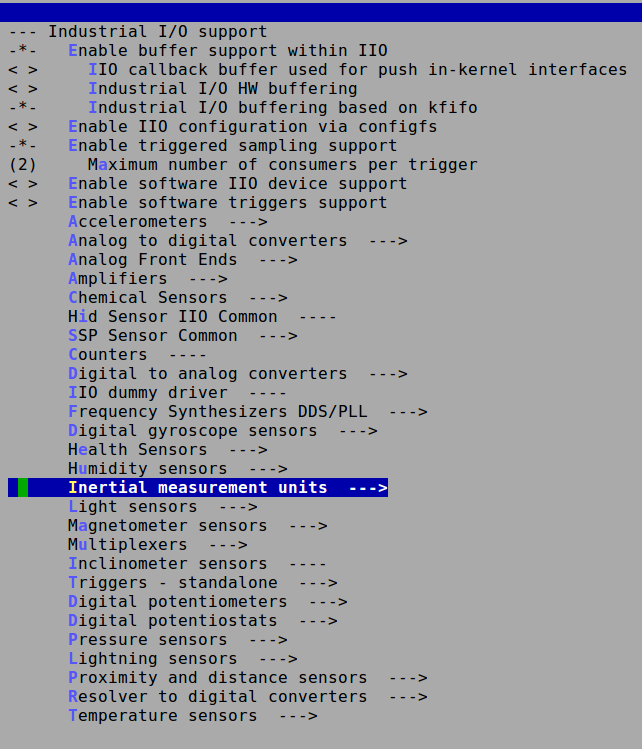 --- Industrial I/O support
-*-   Enable buffer support within IIO
< >     IIO callback buffer used for push in-kernel interfaces
< >     Industrial I/O HW buffering
-*-     Industrial I/O buffering based on kfifo
< >   Enable IIO configuration via configfs
-*-   Enable triggered sampling support
(2)     Maximum number of consumers per trigger
< >   Enable software IIO device support
< >   Enable software triggers support
      Accelerometers  --->
      Analog to digital converters  --->
      Analog Front Ends  --->
      Amplifiers  --->
      Chemical Sensors  --->
      Hid Sensor IIO Common  ----
      SSP Sensor Common  --->
      Counters  ----
      Digital to analog converters  --->
      IIO dummy driver  ----
      Frequency Synthesizers DDS/PLL  --->
      Digital gyroscope sensors  --->
      Health Sensors  --->
      Humidity sensors  --->
      Inertial measurement units  --->
      Light sensors  --->
      Magnetometer sensors  --->
      Multiplexers  --->
      Inclinometer sensors  ----
      Triggers - standalone  --->
      Digital potentiometers  --->
      Digital potentiostats  --->
      Pressure sensors  --->
      Lightning sensors  --->
      Proximity and distance sensors  --->
      Resolver to digital converters  --->
      Temperature sensors  --->